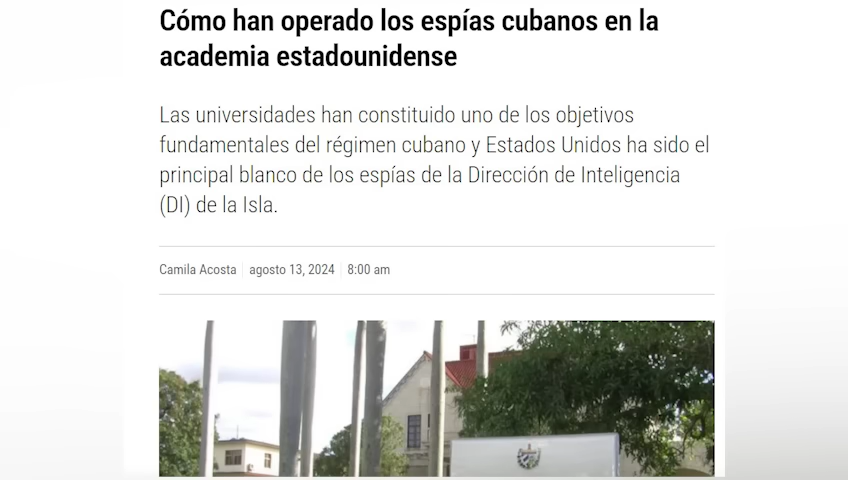 Cómo han operado los espías cubanos en la
academia estadounidense
Las universidades han constituido uno de los objetivos
fundamentales del régimen cubano y Estados Unidos ha sido el
principal blanco de los espías de la Dirección de Inteligencia
(DI) de la Isla.
Camila Acosta agosto 13, 2024 8:00 am